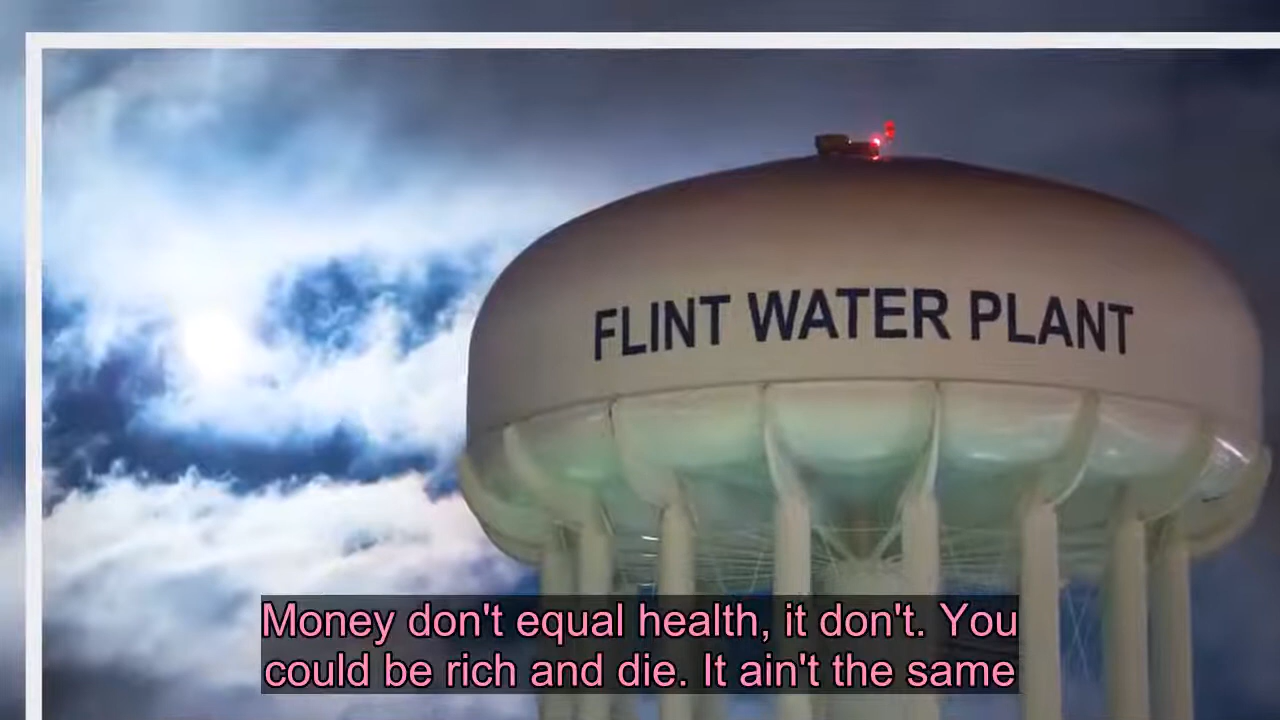 FLINT WATER PLANT
Money don't equal health, it don't. You
could be rich and die. It ain't the same